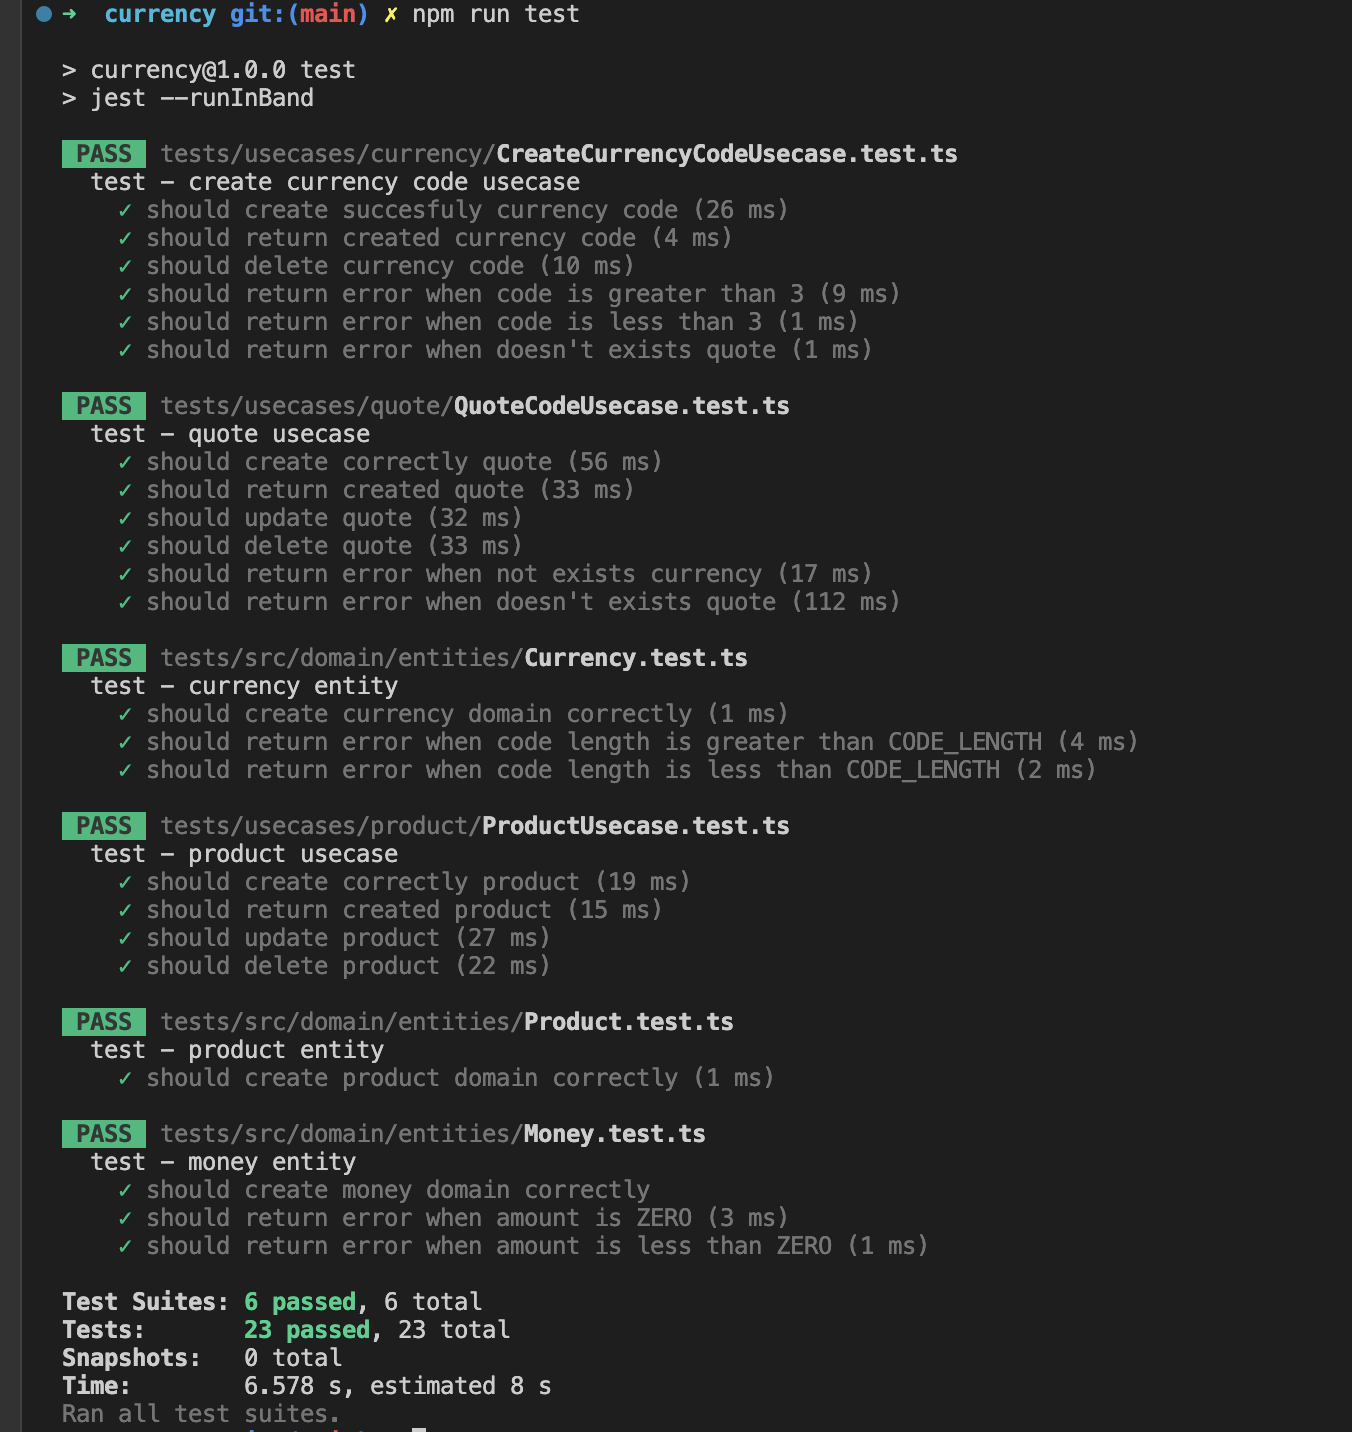 ➜ currency git:(main) ✗ npm run test
> currency@1.0.0 test
> jest --runInBand
PASS tests/usecases/currency/CreateCurrencyCodeUsecase.test.ts
test – create currency code usecase
✓ should create succesfuly currency code (26 ms)
✓ should return created currency code (4 ms)
✓ should delete currency code (10 ms)
✓ should return error when code is greater than 3 (9 ms)
✓ should return error when code is less than 3 (1 ms)
✓ should return error when doesn't exists quote (1 ms)
PASS tests/usecases/quote/QuoteCodeUsecase.test.ts
test – quote usecase
✓ should create correctly quote (56 ms)
✓ should return created quote (33 ms)
✓ should update quote (32 ms)
✓ should delete quote (33 ms)
✓ should return error when not exists currency (17 ms)
✓ should return error when doesn't exists quote (112 ms)
PASS tests/src/domain/entities/Currency.test.ts
test – currency entity
✓ should create currency domain correctly (1 ms)
✓ should return error when code length is greater than CODE_LENGTH (4 ms)
✓ should return error when code length is less than CODE_LENGTH (2 ms)
PASS tests/usecases/product/ProductUsecase.test.ts
test – product usecase
✓ should create correctly product (19 ms)
✓ should return created product (15 ms)
✓ should update product (27 ms)
✓ should delete product (22 ms)
PASS tests/src/domain/entities/Product.test.ts
test – product entity
✓ should create product domain correctly (1 ms)
PASS tests/src/domain/entities/Money.test.ts
test – money entity
✓ should create money domain correctly
✓ should return error when amount is ZERO (3 ms)
✓ should return error when amount is less than ZERO (1 ms)
Test Suites: 6 passed, 6 total
Tests: 23 passed, 23 total
Snapshots: 0 total
Time: 6.578 s, estimated 8 s
Ran all test suites.